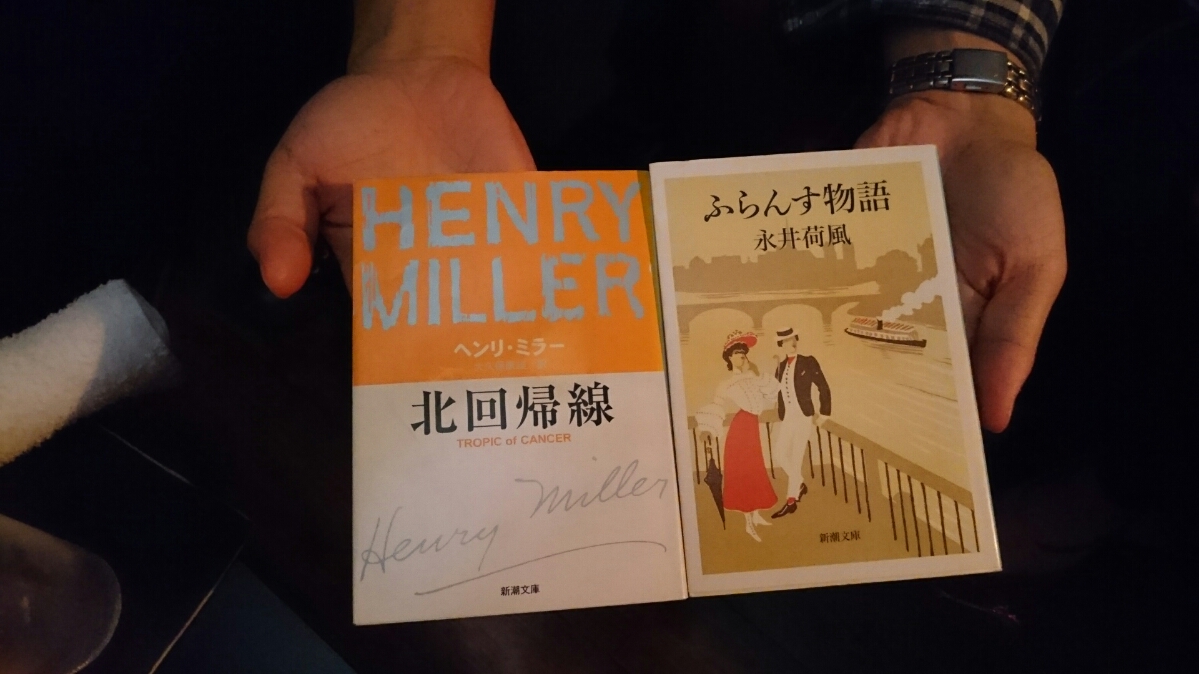 HENRY
MILLER
ヘンリ・ミラー
北回帰線
TROPIC of CANCER
Henry Miller
新潮文庫
ふらんす物語
永井荷風
新潮文庫